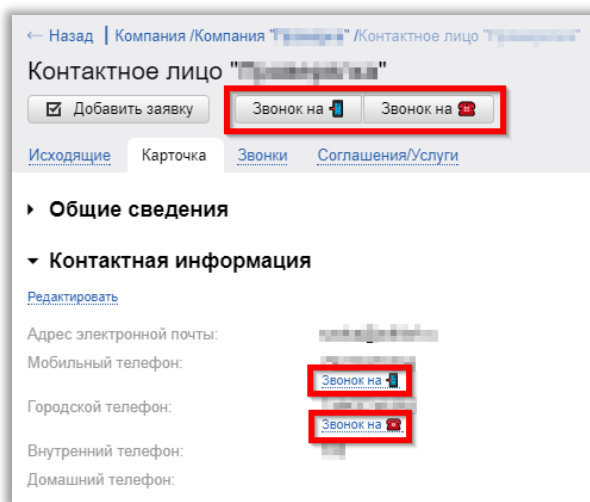 ← Назад | Компания /Компания "" /Контактное лицо ""
Контактное лицо ""
Добавить заявку Звонок на Звонок на
Исходящие Карточка Звонки Соглашения/Услуги
Общие сведения
Контактная информация
Редактировать
Адрес электронной почты:
Мобильный телефон:
Звонок на
Городской телефон:
Звонок на
Внутренний телефон:
Домашний телефон: